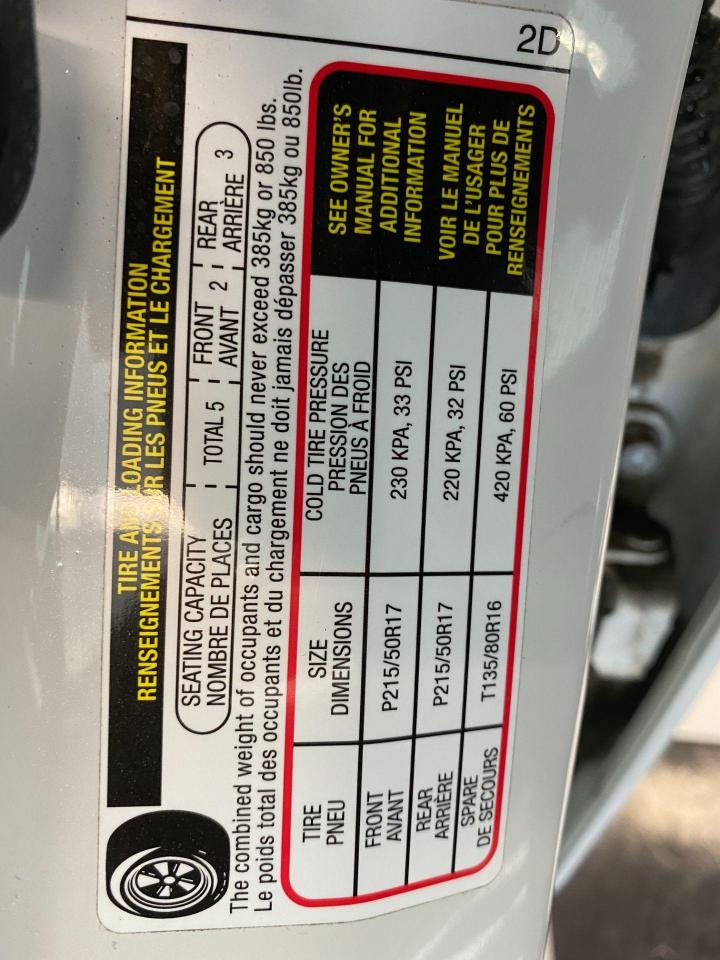 2D
TIRE AND LOADING INFORMATION
RENSEIGNEMENTS SUR LES PNEUS ET LE CHARGEMENT
SEATING CAPACITY
NOMBRE DE PLACES
TOTAL 5
FRONT
AVANT 2
REAR
ARRIÈRE 3
The combined weight of occupants and cargo should never exceed 385kg or 850 lbs.
Le poids total des occupants et du chargement ne doit jamais dépasser 385kg ou 850lb.
TIRE
PNEU
SIZE
DIMENSIONS
COLD TIRE PRESSURE
PRESSION DES
PNEUS À FROID
FRONT
AVANT
P215/50R17
230 KPA, 33 PSI
REAR
ARRIÈRE
P215/50R17
220 KPA, 32 PSI
SPARE
DE SECOURS
T135/80R16
420 KPA, 60 PSI
SEE OWNER'S
MANUAL FOR
ADDITIONAL
INFORMATION
VOIR LE MANUEL
DE L'USAGER
POUR PLUS DE
RENSEIGNEMENTS